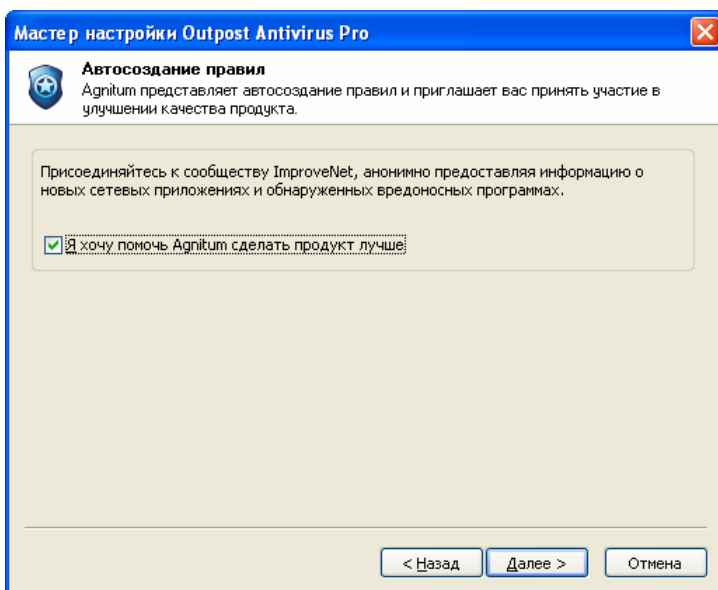 Мастер настройки Outpost Antivirus Pro
Автосоздание правил
Agnitum представляет автосоздание правил и приглашает вас принять участие в
улучшении качества продукта.
Присоединяйтесь к сообществу ImproveNet, анонимно предоставляя информацию о
новых сетевых приложениях и обнаруженных вредоносных программах.
Я хочу помочь Agnitum сделать продукт лучше
< Назад
Далее >
Отмена